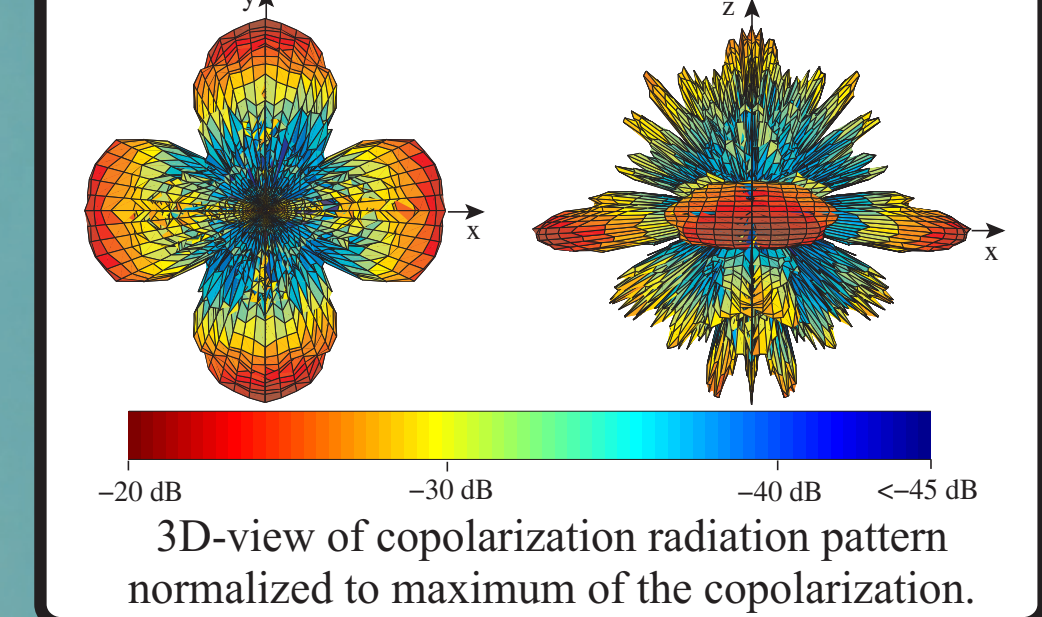 y
z
x
x
−20 dB
−30 dB
−40 dB
<−45 dB
3D-view of copolarization radiation pattern
normalized to maximum of the copolarization.